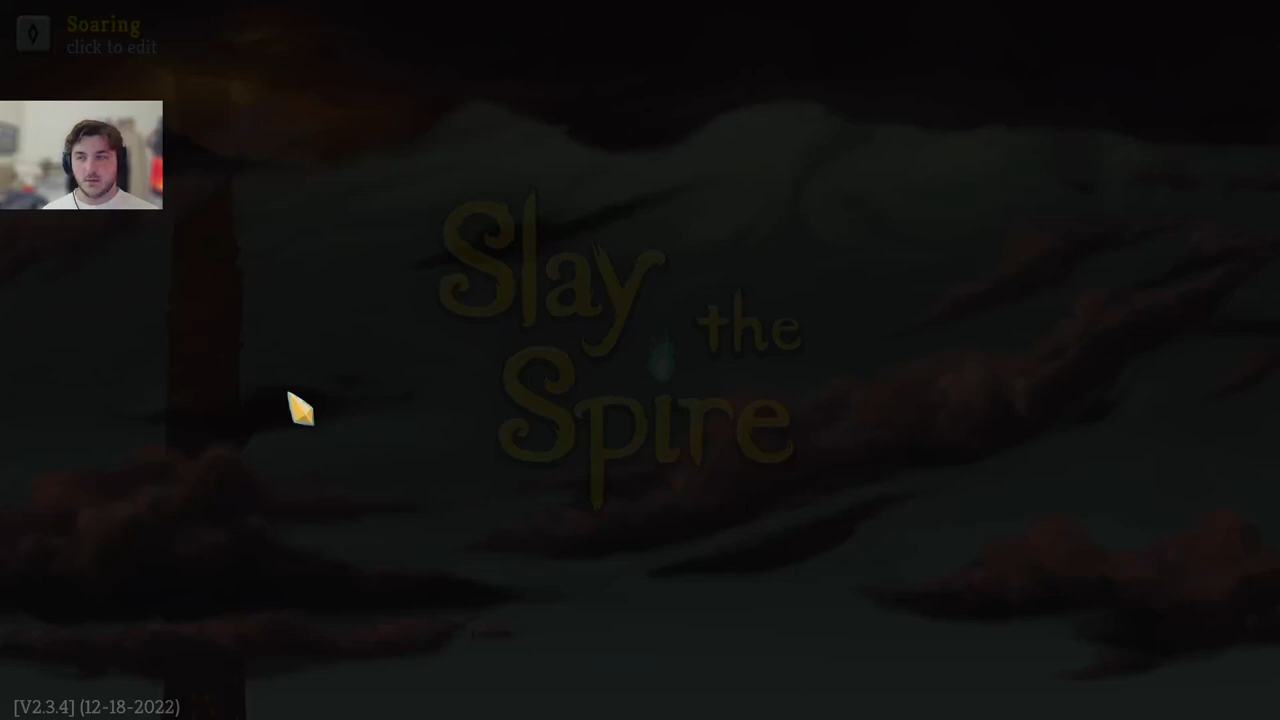 Soaring
click to edit
Slay the
Spire
[V2.3.4] (12-18-2022)